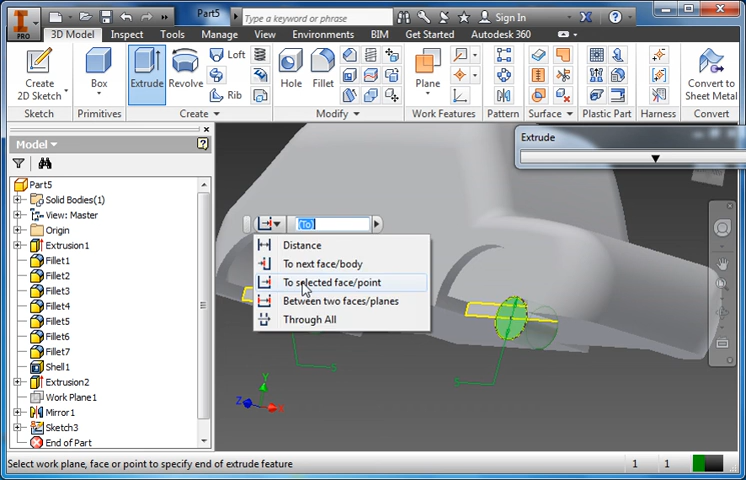 PRO
Part5
Type a keyword or phrase
Sign In
3D Model
Inspect
Tools
Manage
View
Environments
BIM
Get Started
Autodesk 360
Create
2D Sketch
Box
Extrude
Revolve
Loft
Rib
Hole
Fillet
Plane
Convert to
Sheet Metal
Sketch
Primitives
Create
Modify
Work Features
Pattern
Surface
Plastic Part
Harness
Convert
Model
Part5
Solid Bodies(1)
View: Master
Origin
Extrusion1
Fillet1
Fillet2
Fillet3
Fillet4
Fillet5
Fillet6
Fillet7
Shell1
Extrusion2
Work Plane1
Mirror1
Sketch3
End of Part
Extrude
To
Distance
To next face/body
To selected face/point
Between two faces/planes
Through All
Y
Z
X
Select work plane, face or point to specify end of extrude feature
1
1